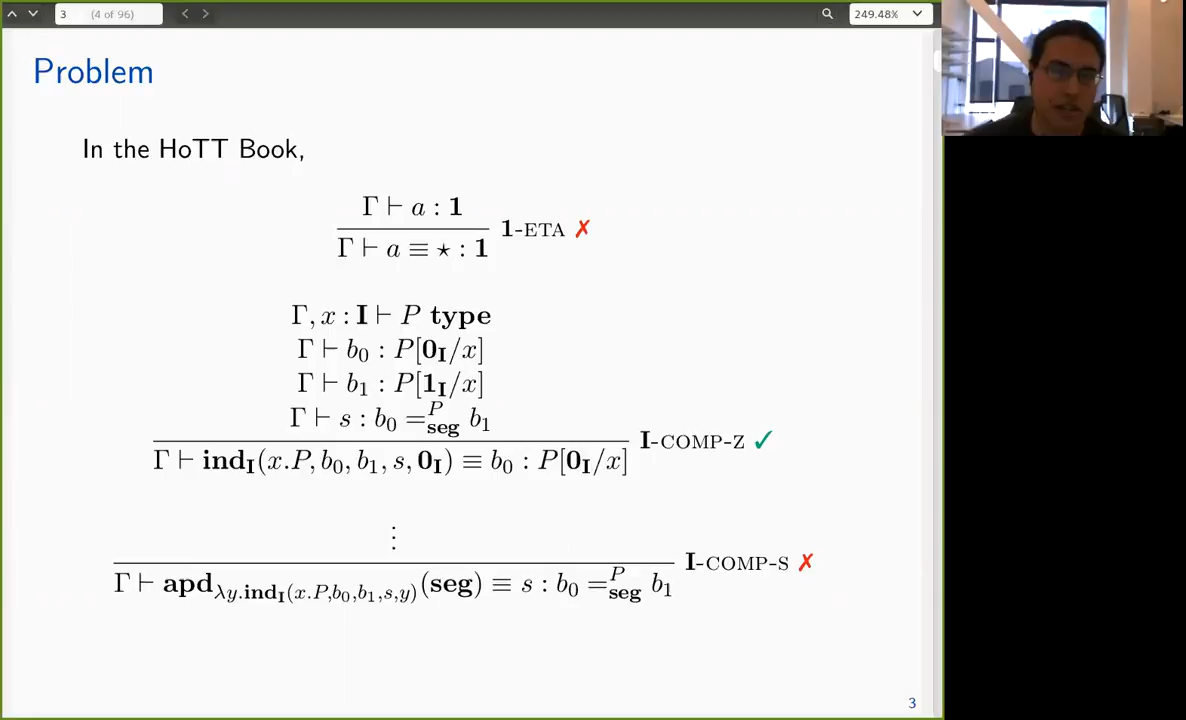 3 (4 of 96) 249.48%
Problem
In the HoTT Book,
Γ ⊢ a : 1
1-ETA ✗
Γ ⊢ a ≡ ⋆ : 1
Γ, x : I ⊢ P type
Γ ⊢ b₀ : P[0_I/x]
Γ ⊢ b₁ : P[1_I/x]
Γ ⊢ s : b₀ =^P_seg b₁
I-COMP-Z ✓
Γ ⊢ ind_I(x.P, b₀, b₁, s, 0_I) ≡ b₀ : P[0_I/x]
⋮
I-COMP-S ✗
Γ ⊢ apd_λy.ind_I(x.P,b₀,b₁,s,y)(seg) ≡ s : b₀ =^P_seg b₁
3